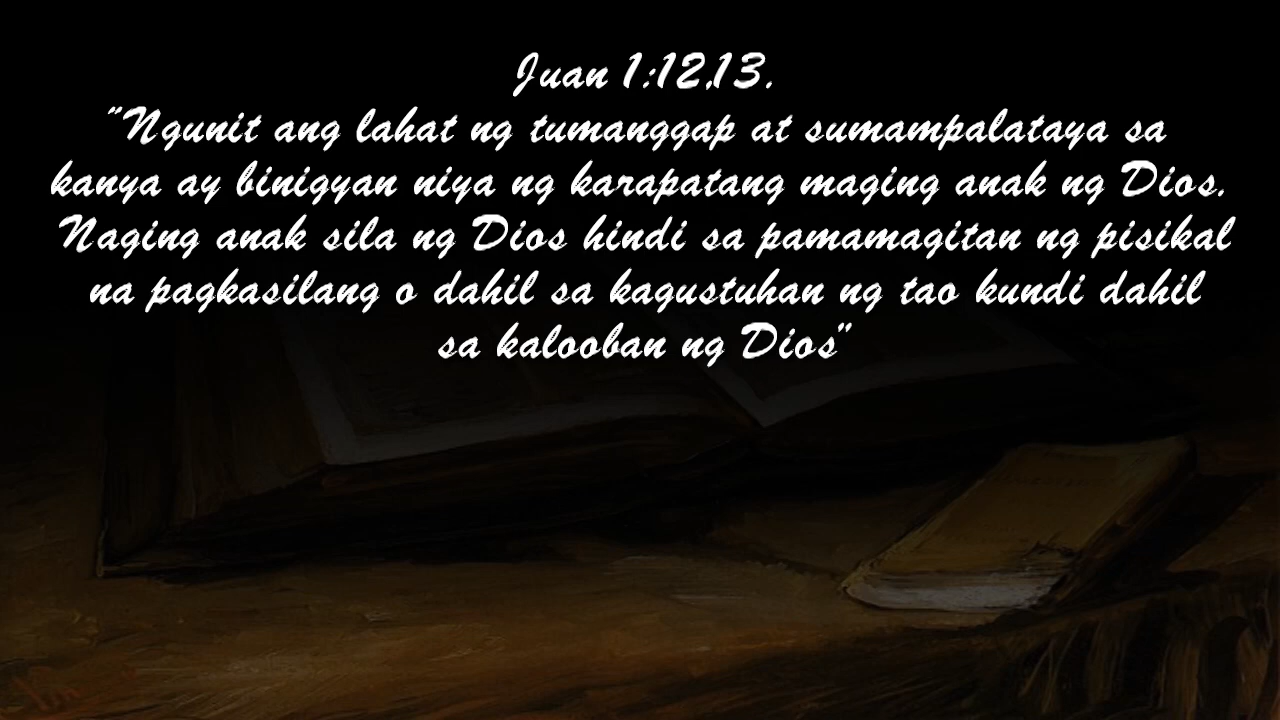 Juan 1:12,13.
"Ngunit ang lahat ng tumanggap at sumampalataya sa
kanya ay binigyan niya ng karapatang maging anak ng Dios.
Naging anak sila ng Dios hindi sa pamamagitan ng pisikal
na pagkasilang o dahil sa kagustuhan ng tao kundi dahil
sa kalooban ng Dios"